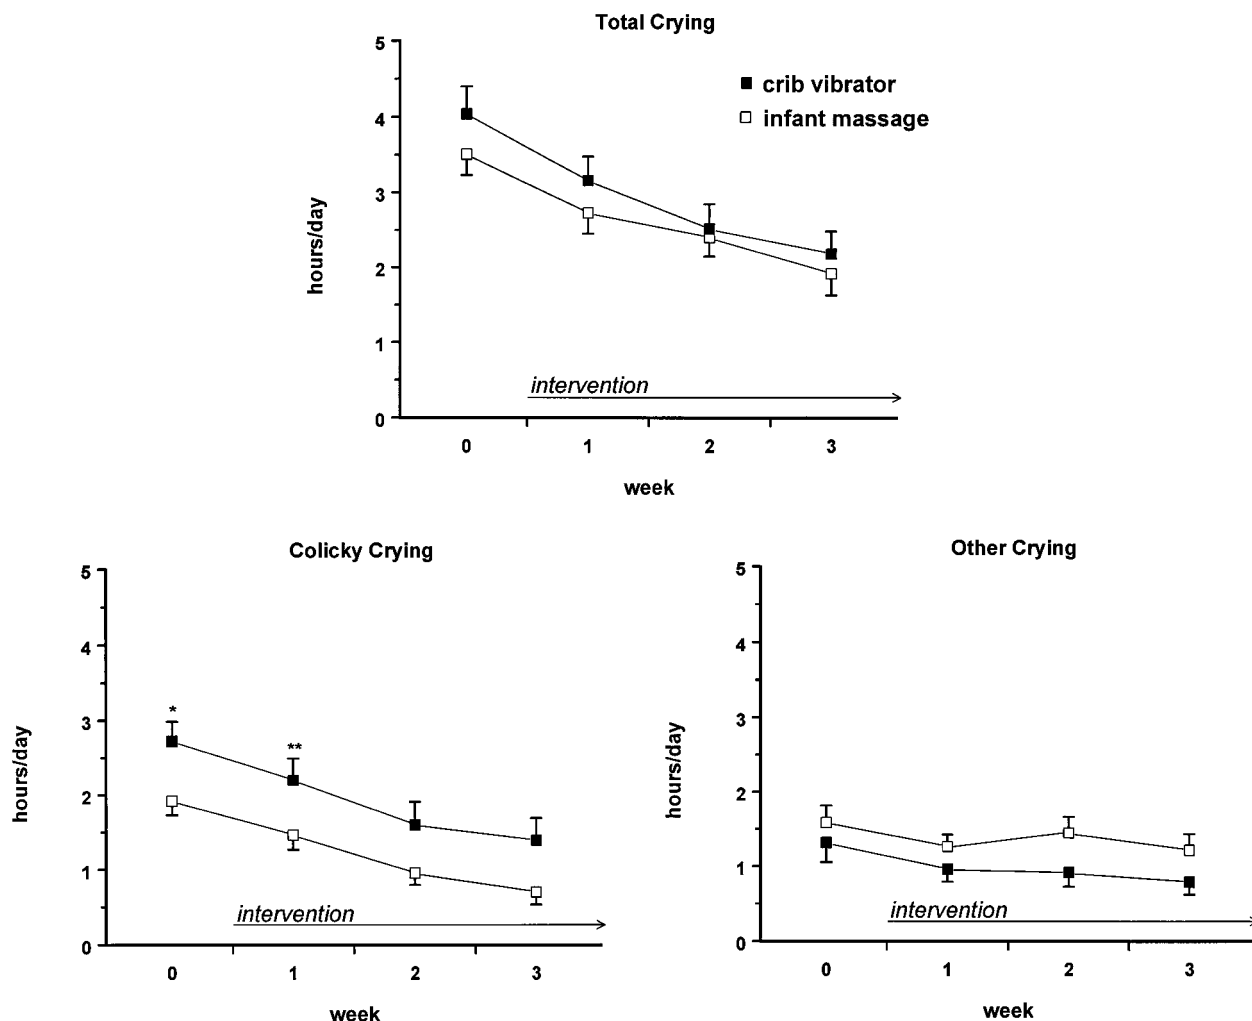 Total Crying
5
4
3
2
1
0
hours/day
crib vibrator
infant massage
intervention
0 1 2 3
week
Colicky Crying
5
4
3
2
1
0
hours/day
*
**
intervention
0 1 2 3
week
Other Crying
5
4
3
2
1
0
hours/day
intervention
0 1 2 3
week